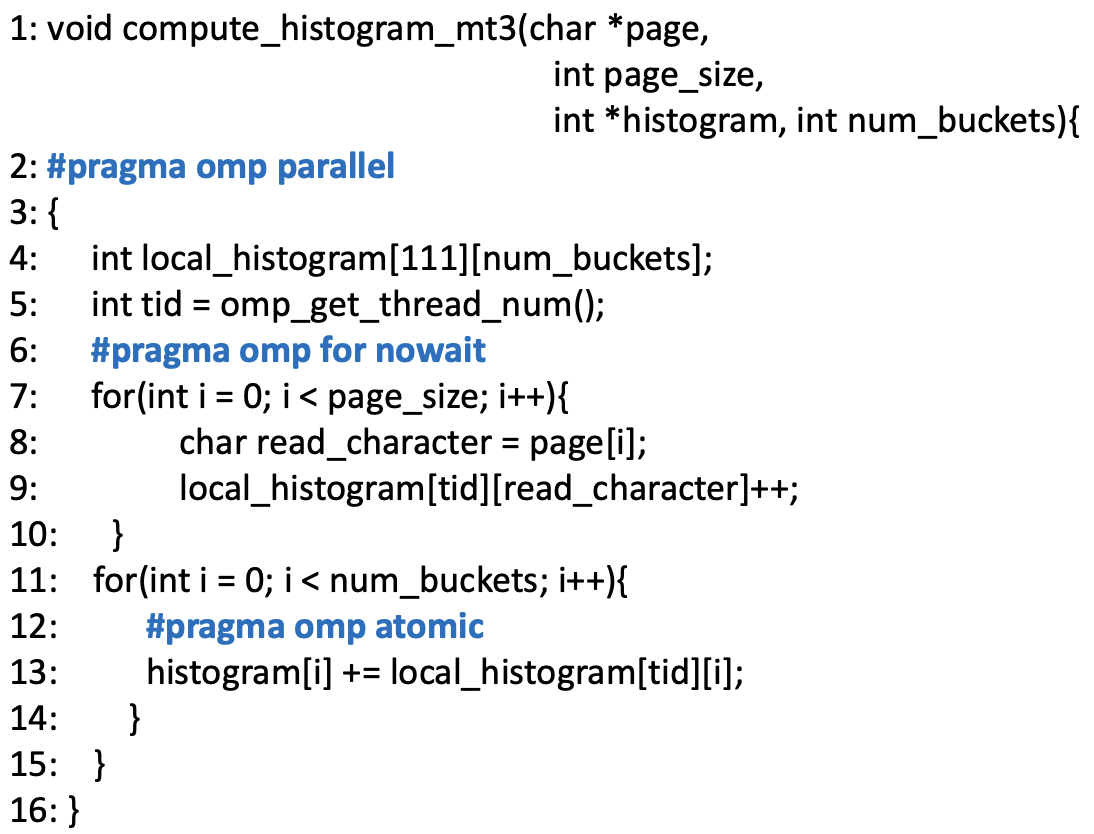 1: void compute_histogram_mt3(char *page,
int page_size,
int *histogram, int num_buckets){
2: #pragma omp parallel
3: {
4: int local_histogram[111][num_buckets];
5: int tid = omp_get_thread_num();
6: #pragma omp for nowait
7: for(int i = 0; i < page_size; i++){
8: char read_character = page[i];
9: local_histogram[tid][read_character]++;
10: }
11: for(int i = 0; i < num_buckets; i++){
12: #pragma omp atomic
13: histogram[i] += local_histogram[tid][i];
14: }
15: }
16: }